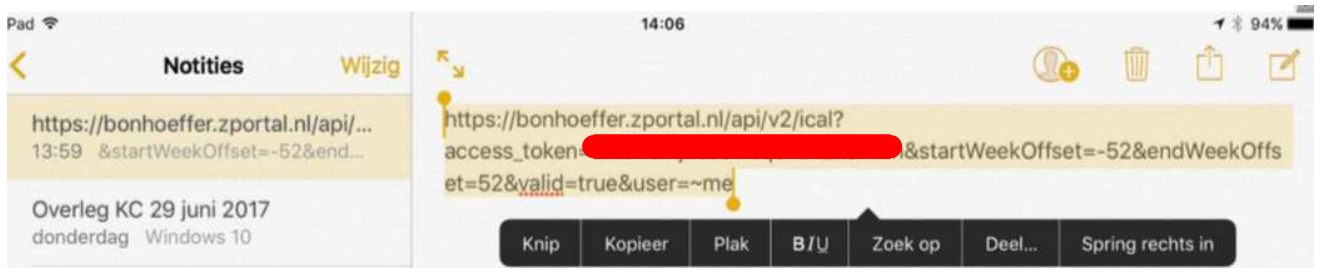 Pad 14:06 94%
Notities Wijzig
https://bonhoeffer.zportal.nl/api/...
13:59 &startWeekOffset=-52&end...
Overleg KC 29 juni 2017
donderdag Windows 10
https://bonhoeffer.zportal.nl/api/v2/ical?
access_token= &startWeekOffset=-52&endWeekOffs
et=52&valid=true&user=~me
Knip Kopieer Plak BIU Zoek op Deel... Spring rechts in